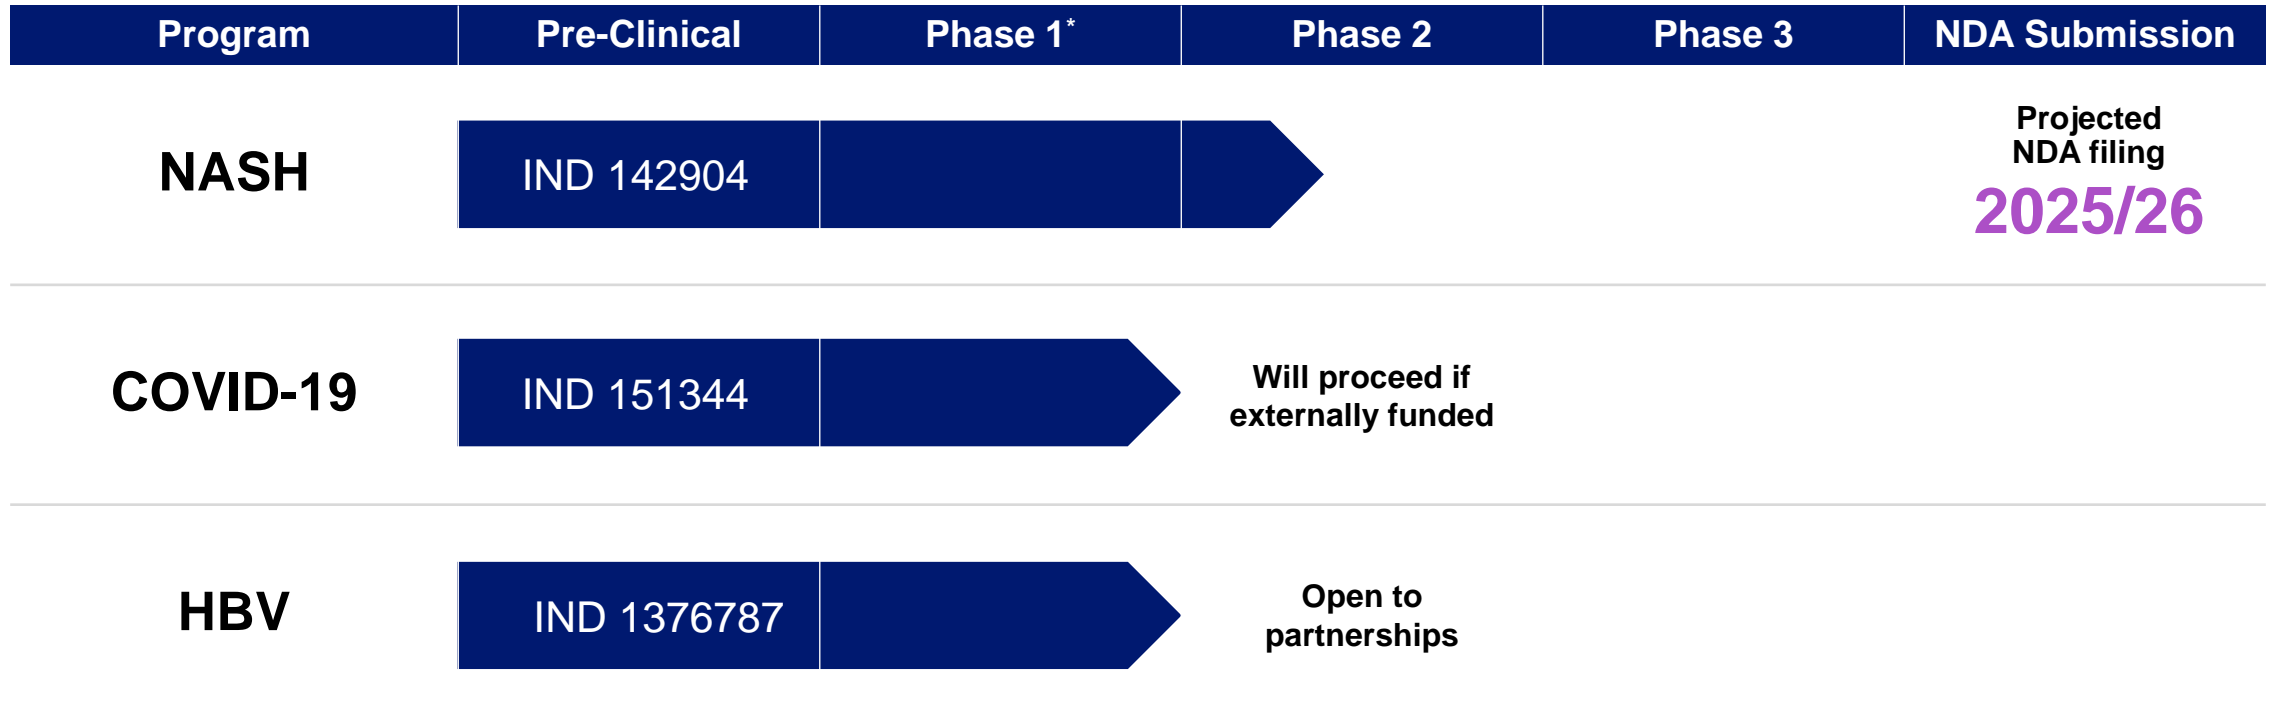 Program Pre-Clinical Phase 1* Phase 2 Phase 3 NDA Submission
NASH
IND 142904
Projected
NDA filing
2025/26
COVID-19
IND 151344
Will proceed if
externally funded
HBV
IND 1376787
Open to
partnerships